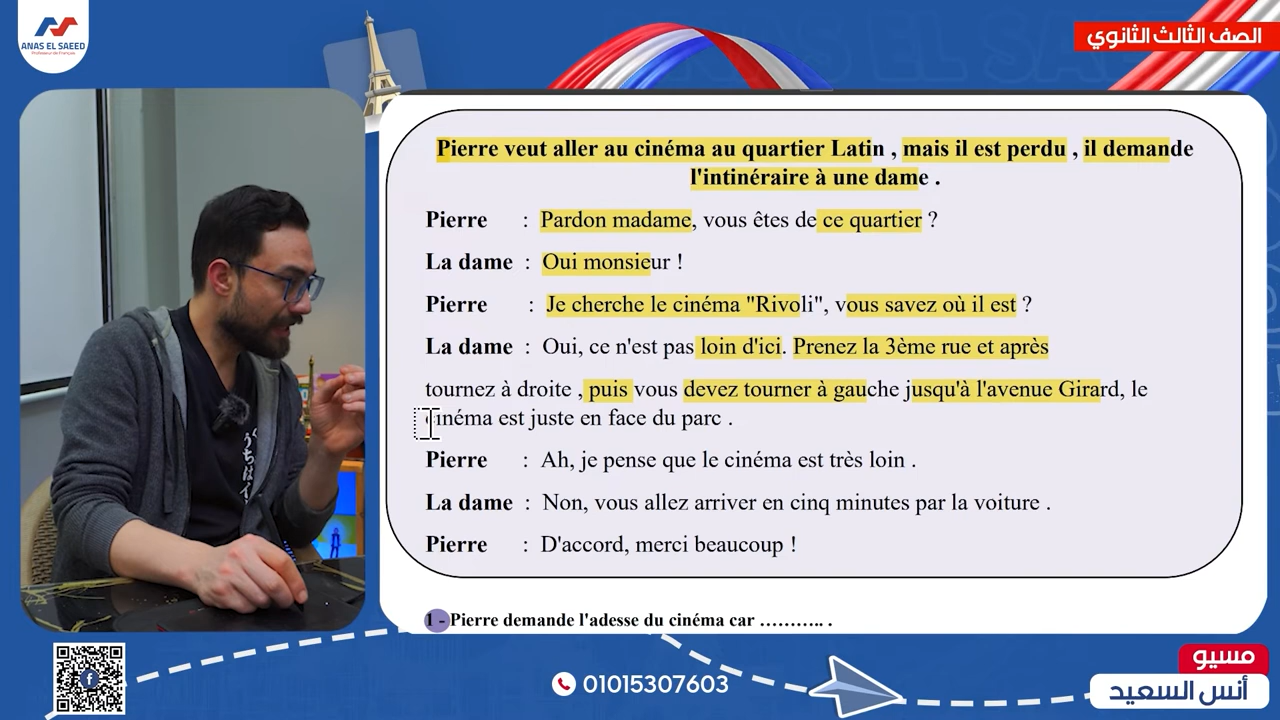 ANAS EL SAEED
Professeur de Français
الصف الثالث الثانوي
Pierre veut aller au cinéma au quartier Latin , mais il est perdu , il demande
l'intinéraire à une dame .
Pierre : Pardon madame, vous êtes de ce quartier ?
La dame : Oui monsieur !
Pierre : Je cherche le cinéma "Rivoli", vous savez où il est ?
La dame : Oui, ce n'est pas loin d'ici. Prenez la 3ème rue et après
tournez à droite , puis vous devez tourner à gauche jusqu'à l'avenue Girard, le
cinéma est juste en face du parc .
Pierre : Ah, je pense que le cinéma est très loin .
La dame : Non, vous allez arriver en cinq minutes par la voiture .
Pierre : D'accord, merci beaucoup !
1 - Pierre demande l'adesse du cinéma car ……….. .
01015307603
مسيو
أنس السعيد